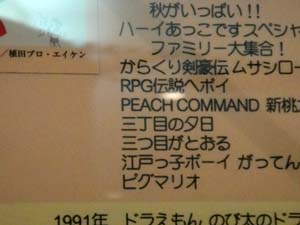 秋がいっぱい!!
ハーイあっこですスペシャ
ファミリー大集合!
からくり剣豪伝ムサシロー
RPG伝説ヘポイ
PEACH COMMAND 新桃
三丁目の夕日
三つ目がとおる
江戸っ子ボーイ がってん
ピグマリオ
/植田プロ・エイケン
1991年 ドラえもん のび太のドラ